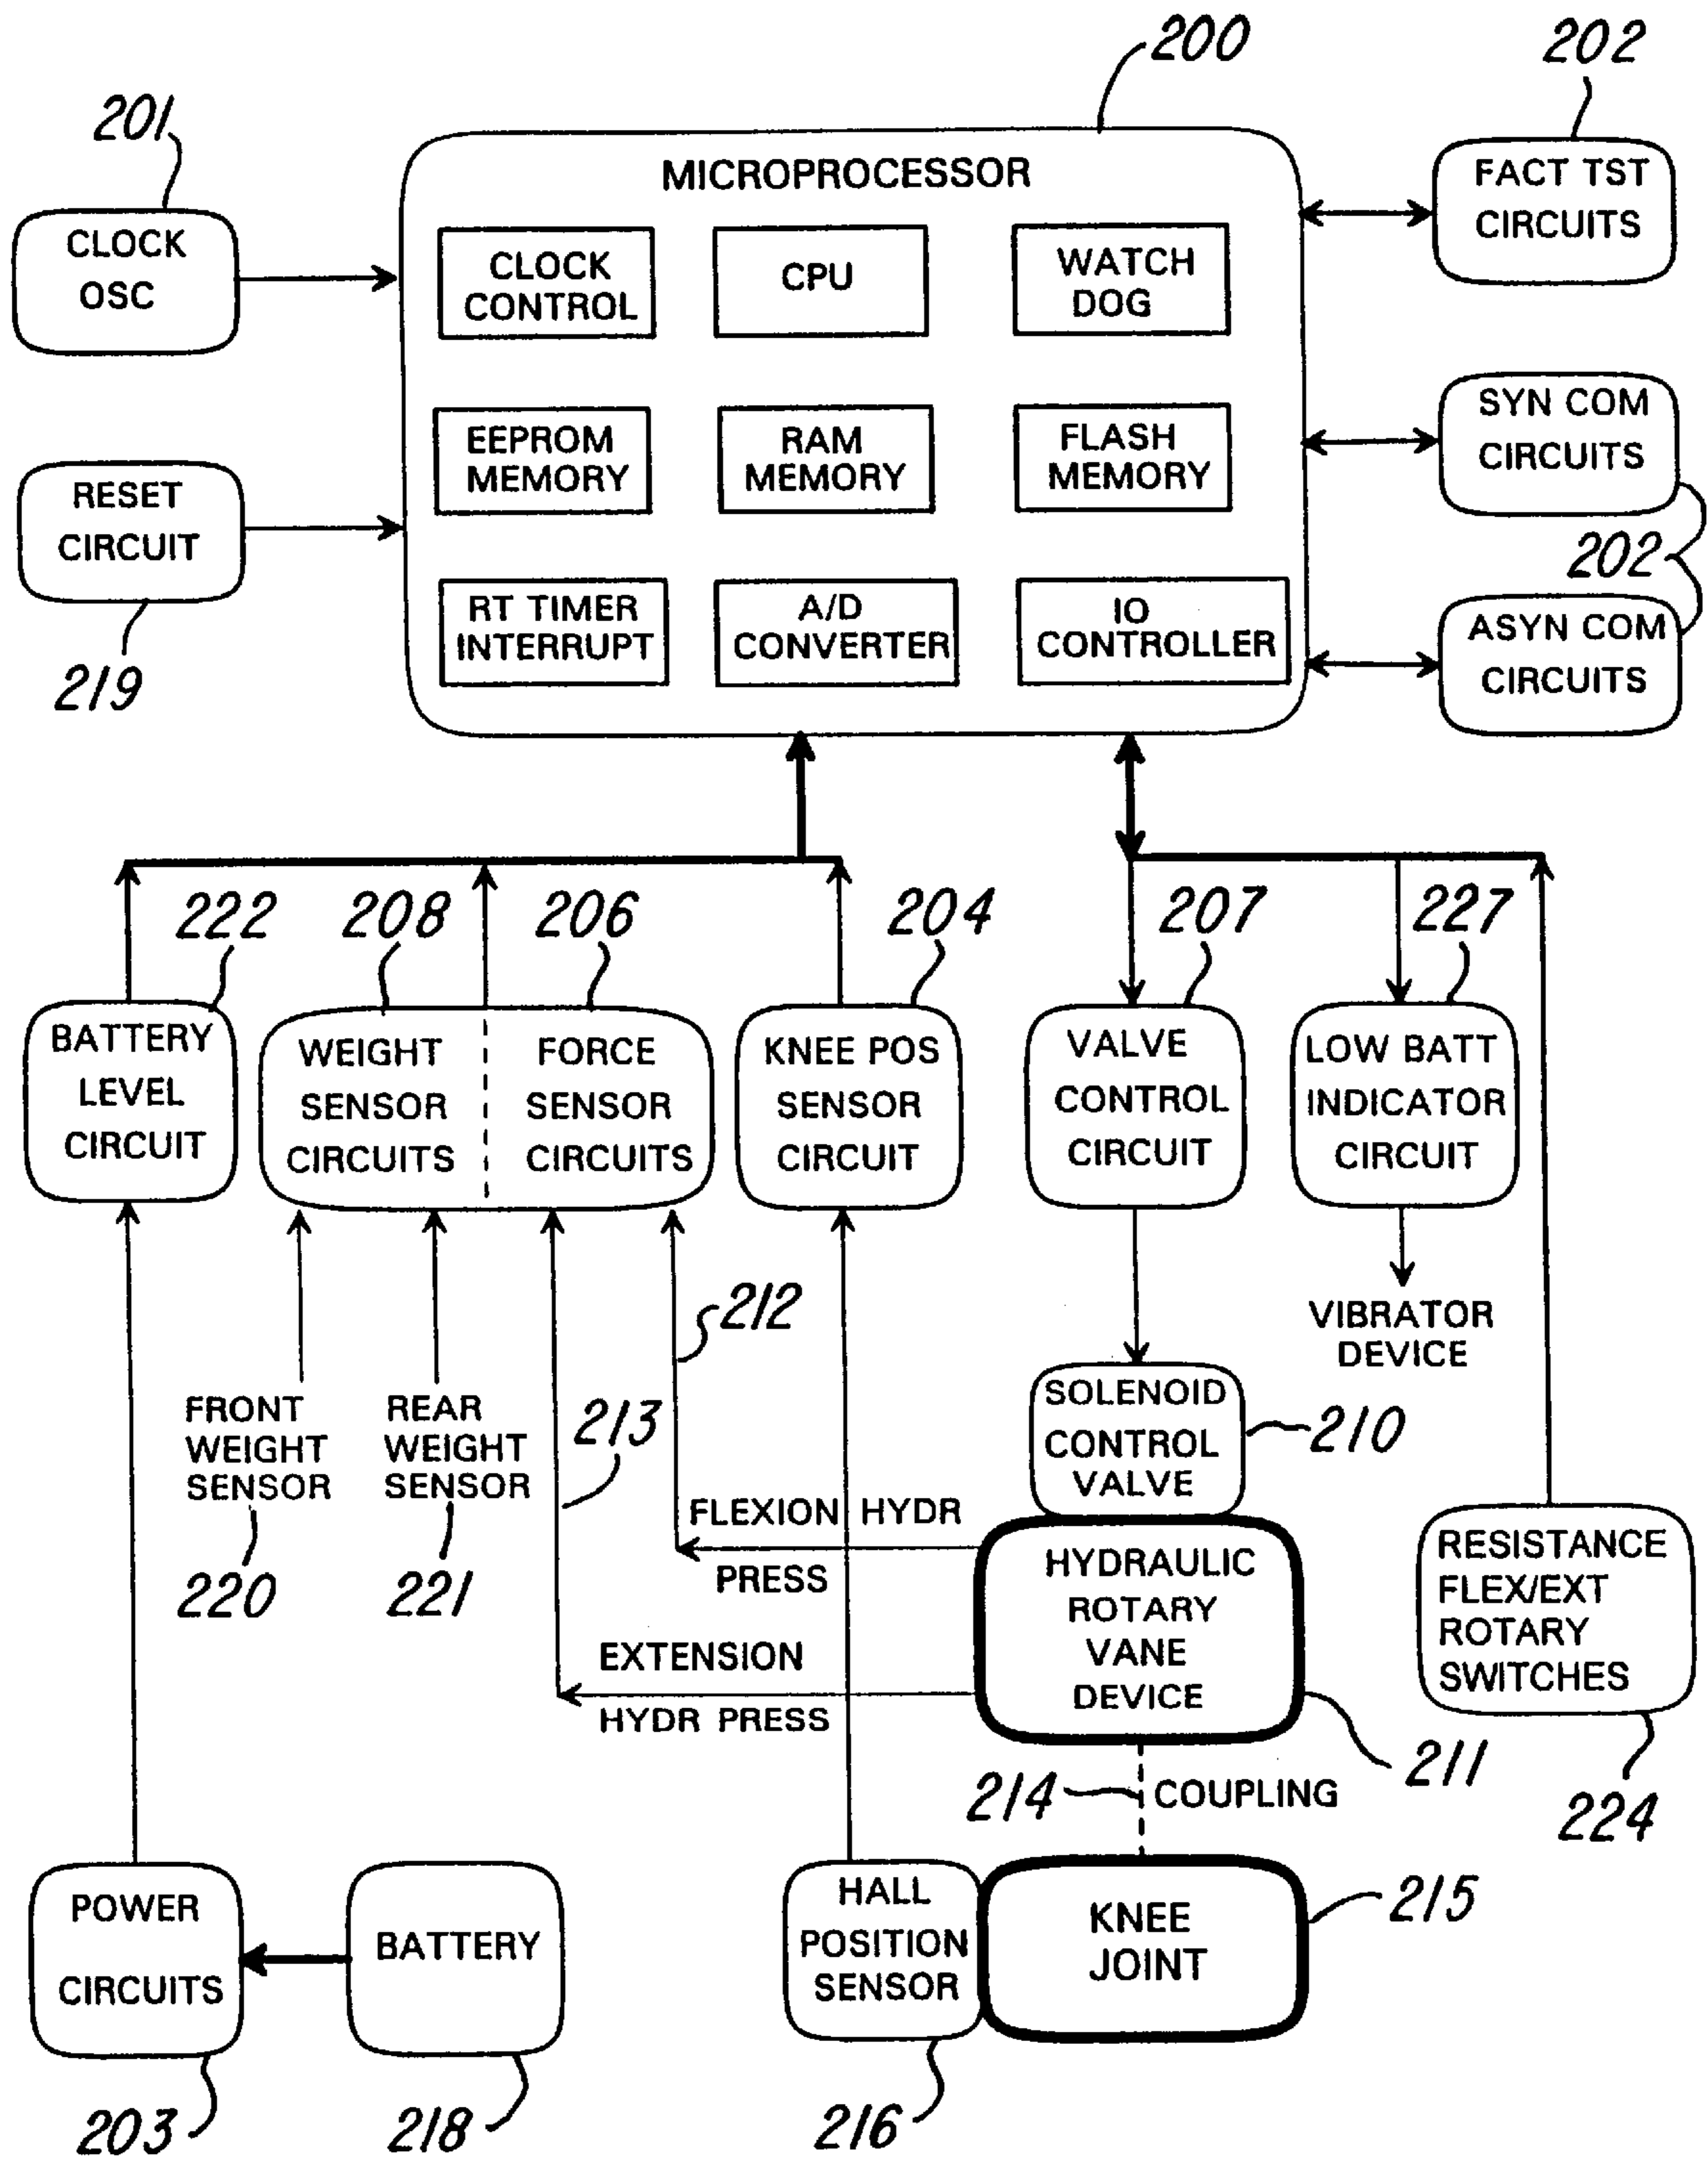 200
202
201
MICROPROCESSOR
FACT TST
CIRCUITS
CLOCK
OSC
CLOCK
CONTROL
CPU
WATCH
DOG
SYN COM
CIRCUITS
EEPROM
MEMORY
RAM
MEMORY
FLASH
MEMORY
RESET
CIRCUIT
202
RT TIMER
INTERRUPT
A/D
CONVERTER
IO
CONTROLLER
ASYN COM
CIRCUITS
219
222
208
206
204
207
227
BATTERY
LEVEL
CIRCUIT
WEIGHT
SENSOR
CIRCUITS
FORCE
SENSOR
CIRCUITS
KNEE POS
SENSOR
CIRCUIT
VALVE
CONTROL
CIRCUIT
LOW BATT
INDICATOR
CIRCUIT
212
VIBRATOR
DEVICE
FRONT
WEIGHT
SENSOR
220
REAR
WEIGHT
SENSOR
221
213
SOLENOID
CONTROL
VALVE
210
FLEXION HYDR
PRESS
HYDRAULIC
ROTARY
VANE
DEVICE
RESISTANCE
FLEX/EXT
ROTARY
SWITCHES
EXTENSION
HYDR PRESS
211
214
COUPLING
224
POWER
CIRCUITS
BATTERY
HALL
POSITION
SENSOR
KNEE
JOINT
215
203
218
216